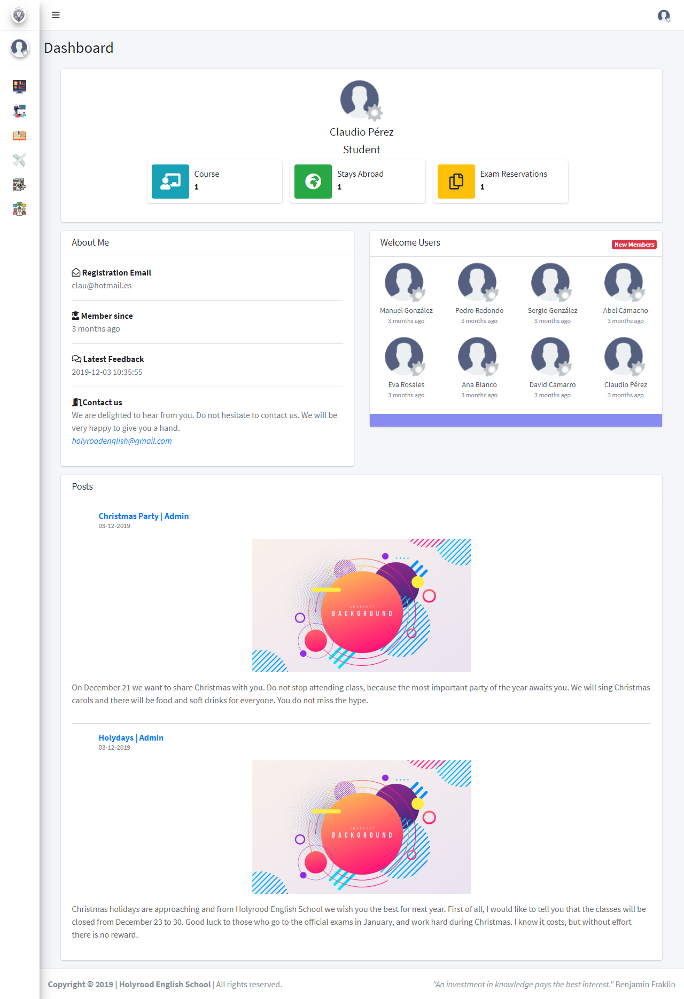 Dashboard
Claudio Pérez
Student
Course
1
Stays Abroad
1
Exam Reservations
1
About Me
Registration Email
clau@hotmail.es
Member since
3 months ago
Latest Feedback
2019-12-03 10:35:55
Contact us
We are delighted to hear from you. Do not hesitate to contact us. We will be
very happy to give you a hand.
holyroodenglish@gmail.com
Welcome Users
New Members
Manuel González
3 months ago
Pedro Redondo
3 months ago
Sergio González
3 months ago
Abel Camacho
3 months ago
Eva Rosales
3 months ago
Ana Blanco
3 months ago
David Camarro
3 months ago
Claudio Pérez
3 months ago
Posts
Christmas Party | Admin
03-12-2019
ABSTRACT
BACKGROUND
On December 21 we want to share Christmas with you. Do not stop attending class, because the most important party of the year awaits you. We will sing Christmas
carols and there will be food and soft drinks for everyone. You do not miss the hype.
Holydays | Admin
03-12-2019
ABSTRACT
BACKGROUND
Christmas holidays are approaching and from Holyrood English School we wish you the best for next year. First of all, I would like to tell you that the classes will be
closed from December 23 to 30. Good luck to those who go to the official exams in January, and work hard during Christmas. I know it costs, but without effort
there is no reward.
Copyright © 2019 | Holyrood English School | All rights reserved.
"An investment in knowledge pays the best interest." Benjamin Fraklin